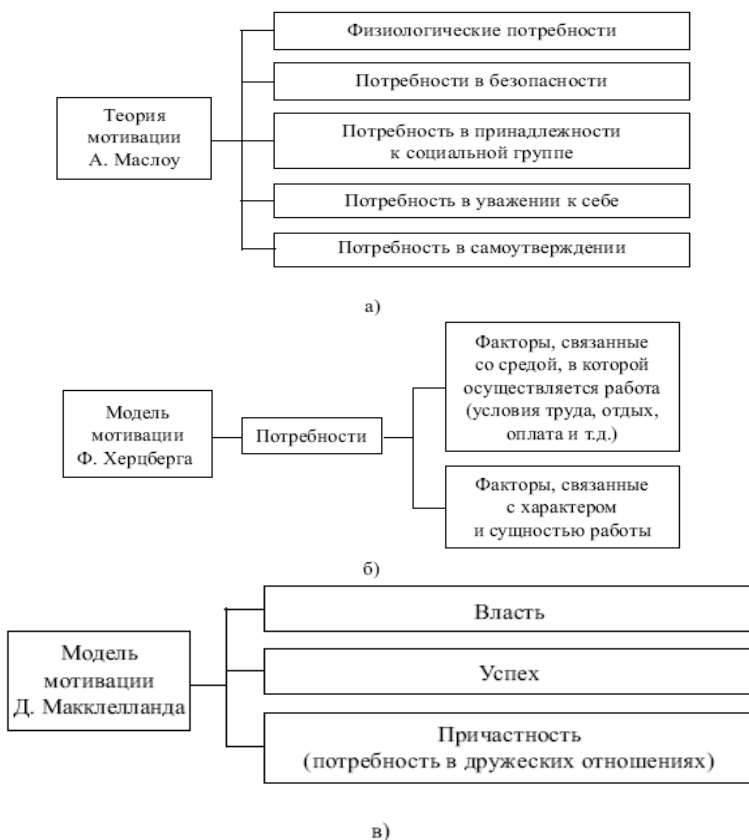 Теория
мотивации
А. Маслоу
Физиологические потребности
Потребности в безопасности
Потребность в принадлежности
к социальной группе
Потребность в уважении к себе
Потребность в самоутверждении
а)
Модель
мотивации
Ф. Херцберга
Потребности
Факторы, связанные
со средой, в которой
осуществляется работа
(условия труда, отдых,
оплата и т.д.)
Факторы, связанные
с характером
и сущностью работы
б)
Модель
мотивации
Д. Макклелланда
Власть
Успех
Причастность
(потребность в дружеских отношениях)
в)